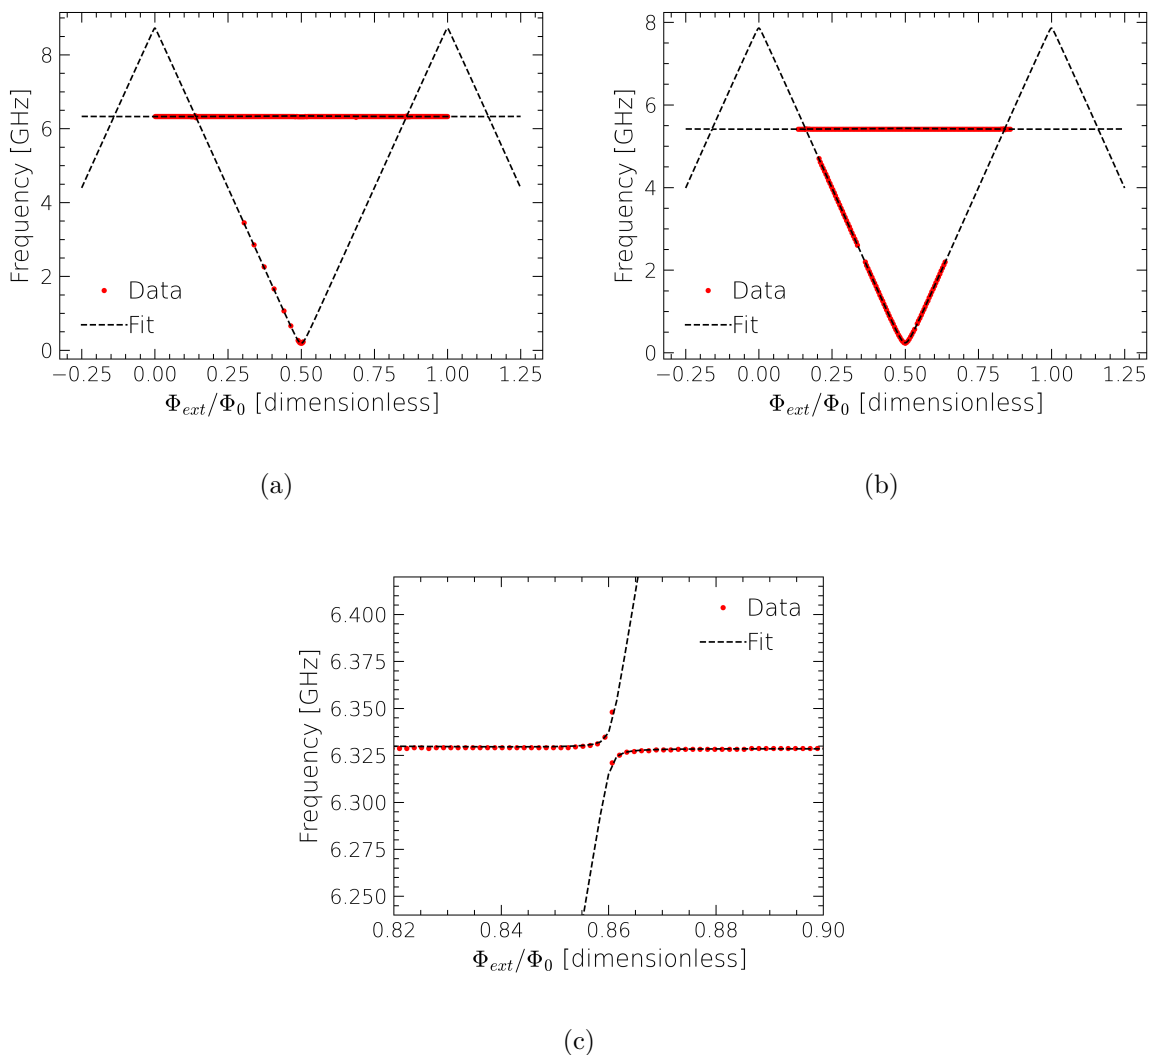 8
6
4
2
0
Frequency [GHz]
Data
Fit
−0.25 0.00 0.25 0.50 0.75 1.00 1.25
Φext/Φ0 [dimensionless]
(a)
8
6
4
2
0
Frequency [GHz]
Data
Fit
−0.25 0.00 0.25 0.50 0.75 1.00 1.25
Φext/Φ0 [dimensionless]
(b)
6.400
6.375
6.350
6.325
6.300
6.275
6.250
Frequency [GHz]
Data
Fit
0.82 0.84 0.86 0.88 0.90
Φext/Φ0 [dimensionless]
(c)